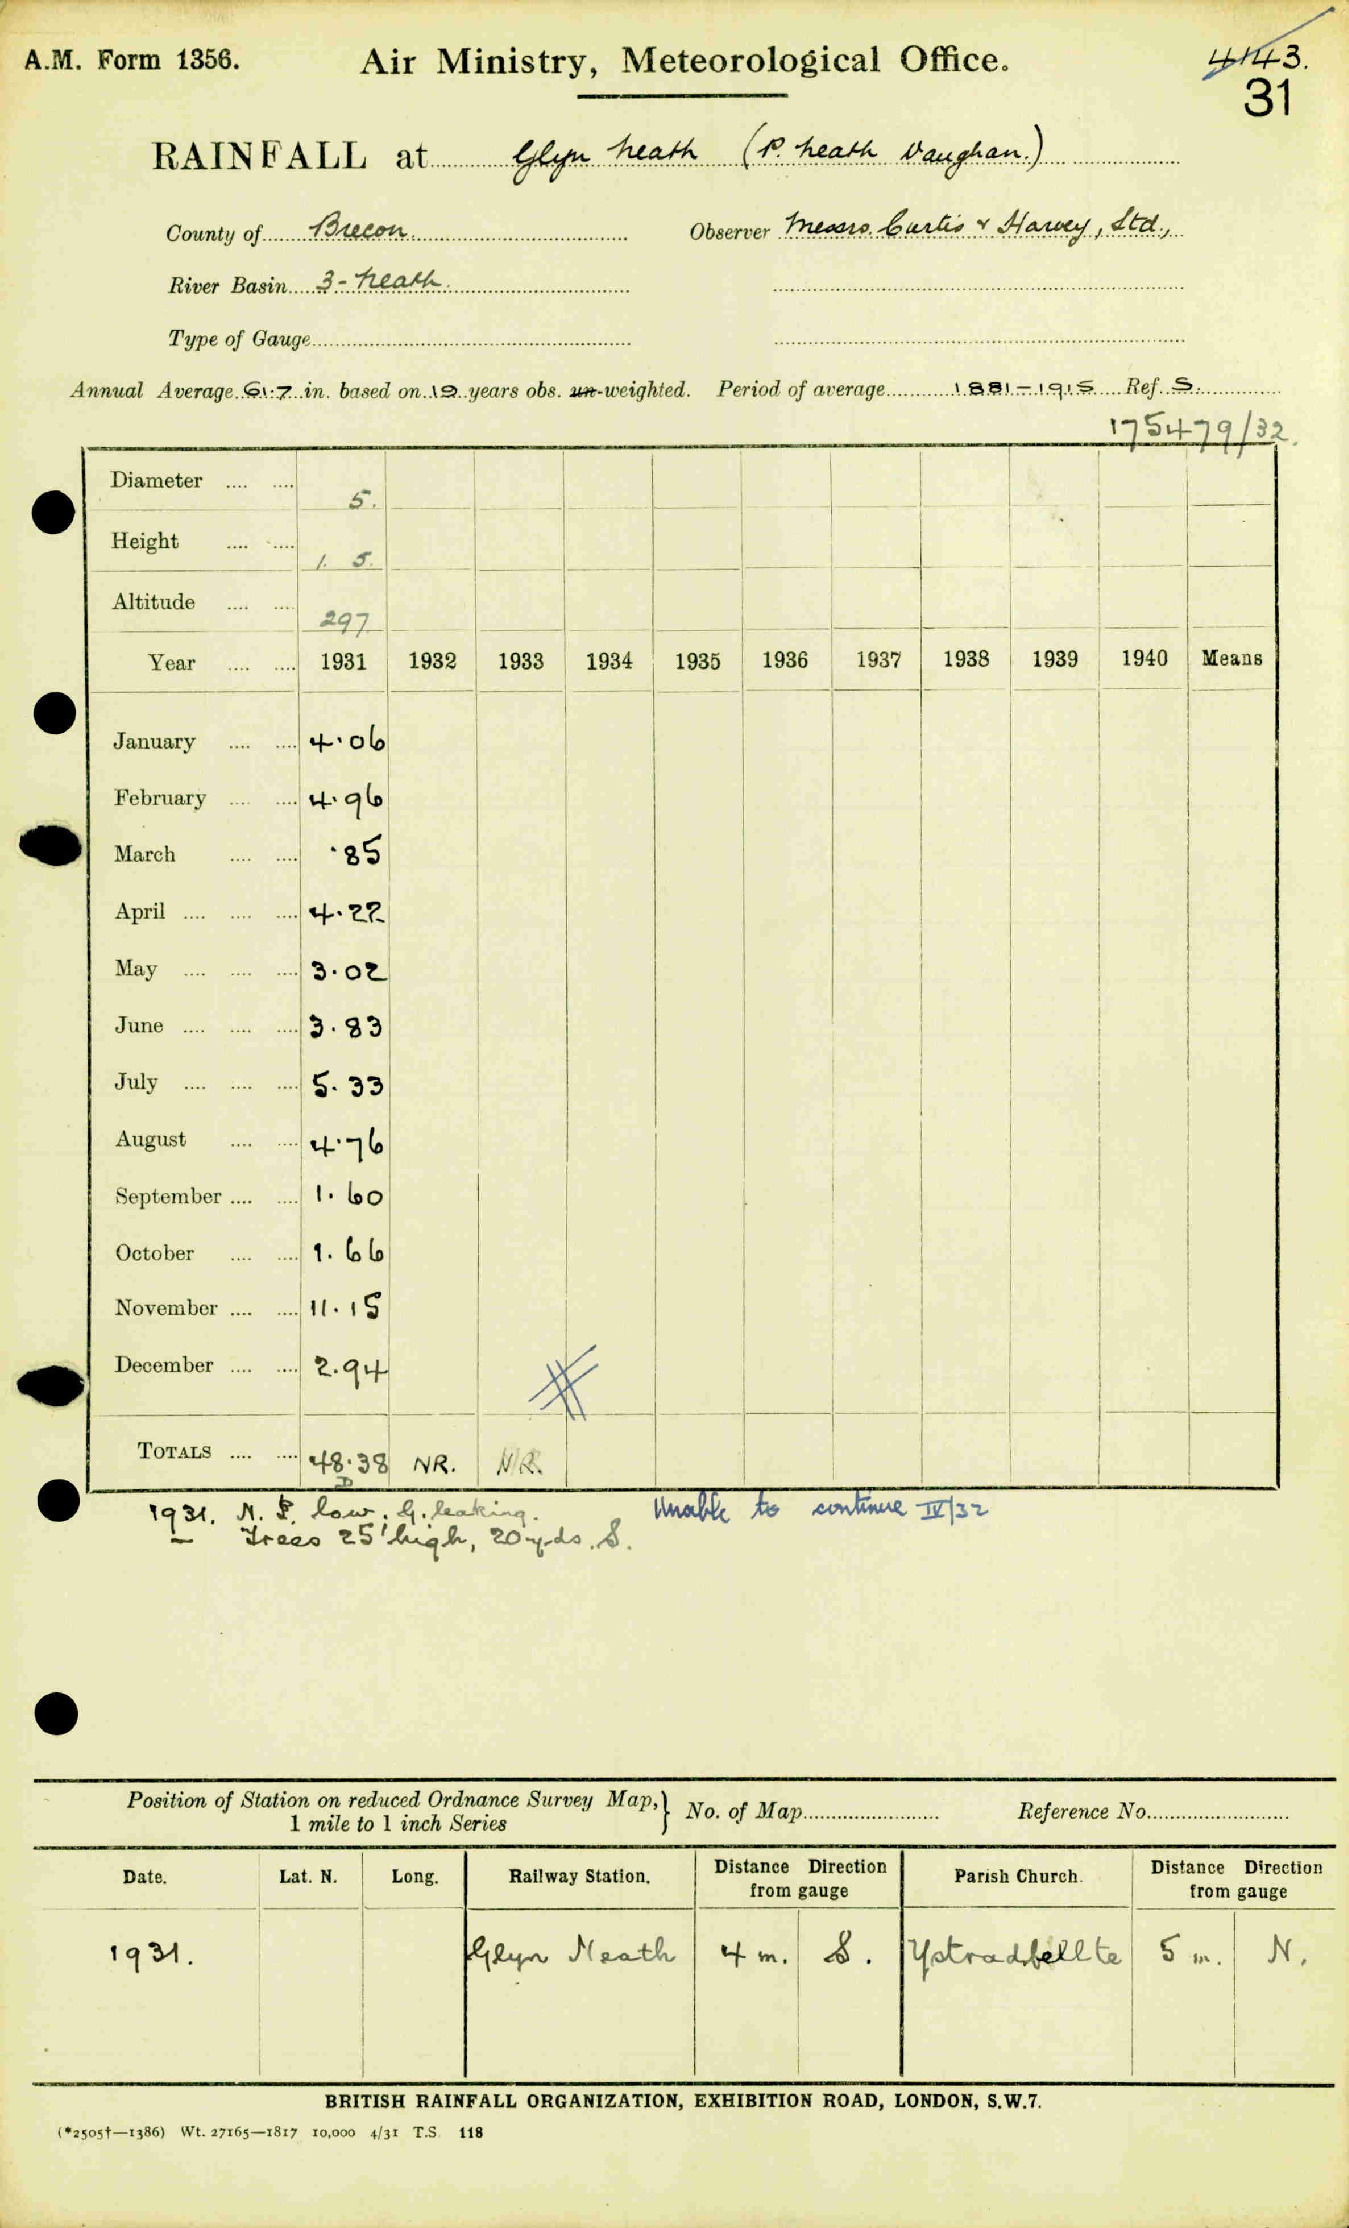 A.M. Form 1356.
Air Ministry, Meteorological Office.
4143.
31
RAINFALL at Glyn Neath (P. Neath Vaughan.)
County of Brecon. Observer Messrs. Curtis & Harvey, Ltd.,
River Basin 3 - Neath.
Type of Gauge
Annual Average 61.7 in. based on 19 years obs. un-weighted. Period of average 1881-1915 Ref. S.
175479/32.
Diameter .... .... 5.
Height .... .... 1. 5.
Altitude .... .... 297
Year .... .... 1931 1932 1933 1934 1935 1936 1937 1938 1939 1940 Means
January .... .... 4.06
February .... .... 4.96
March .... .... .85
April .... .... .... 4.22
May .... .... .... 3.02
June .... .... .... 3.83
July .... .... .... 5.33
August .... .... 4.76
September .... .... 1.60
October .... .... 1.66
November .... .... 11.15
December .... .... 2.94
TOTALS .... .... 48.38 NR. NR.
D
1931. N. P. low. G. leaking. Unable to continue IV/32
Trees 25' high, 20 yds. S.
Position of Station on reduced Ordnance Survey Map, } No. of Map Reference No.
1 mile to 1 inch Series
Date. Lat. N. Long. Railway Station. Distance Direction from gauge Parish Church. Distance Direction from gauge
1931. Glyn Neath 4 m. S. Ystradfellte 5 m. N.
BRITISH RAINFALL ORGANIZATION, EXHIBITION ROAD, LONDON, S.W.7.
(*2505†—1386) Wt. 27165—1817 10,000 4/31 T.S. 118